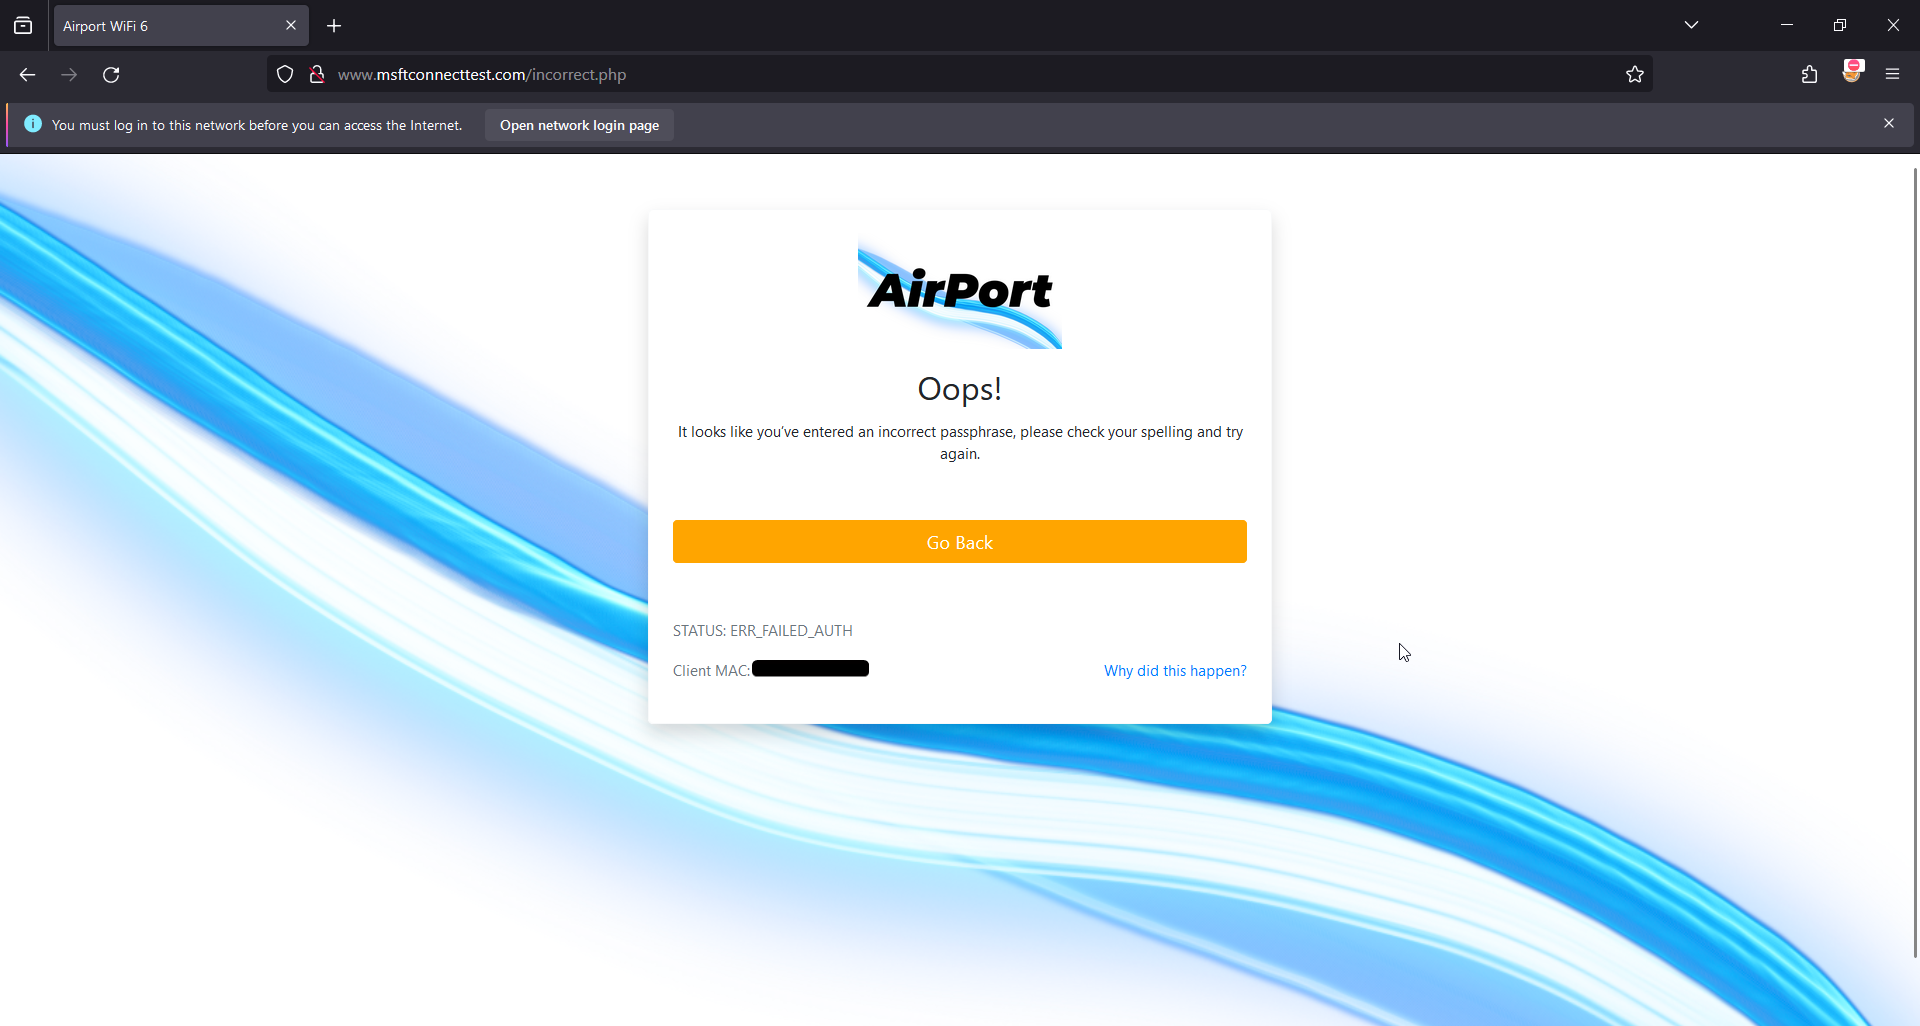 Airport WiFi 6
www.msftconnecttest.com/incorrect.php
You must log in to this network before you can access the Internet. Open network login page
AirPort
Oops!
It looks like you've entered an incorrect passphrase, please check your spelling and try
again.
Go Back
STATUS: ERR_FAILED_AUTH
Client MAC: Why did this happen?